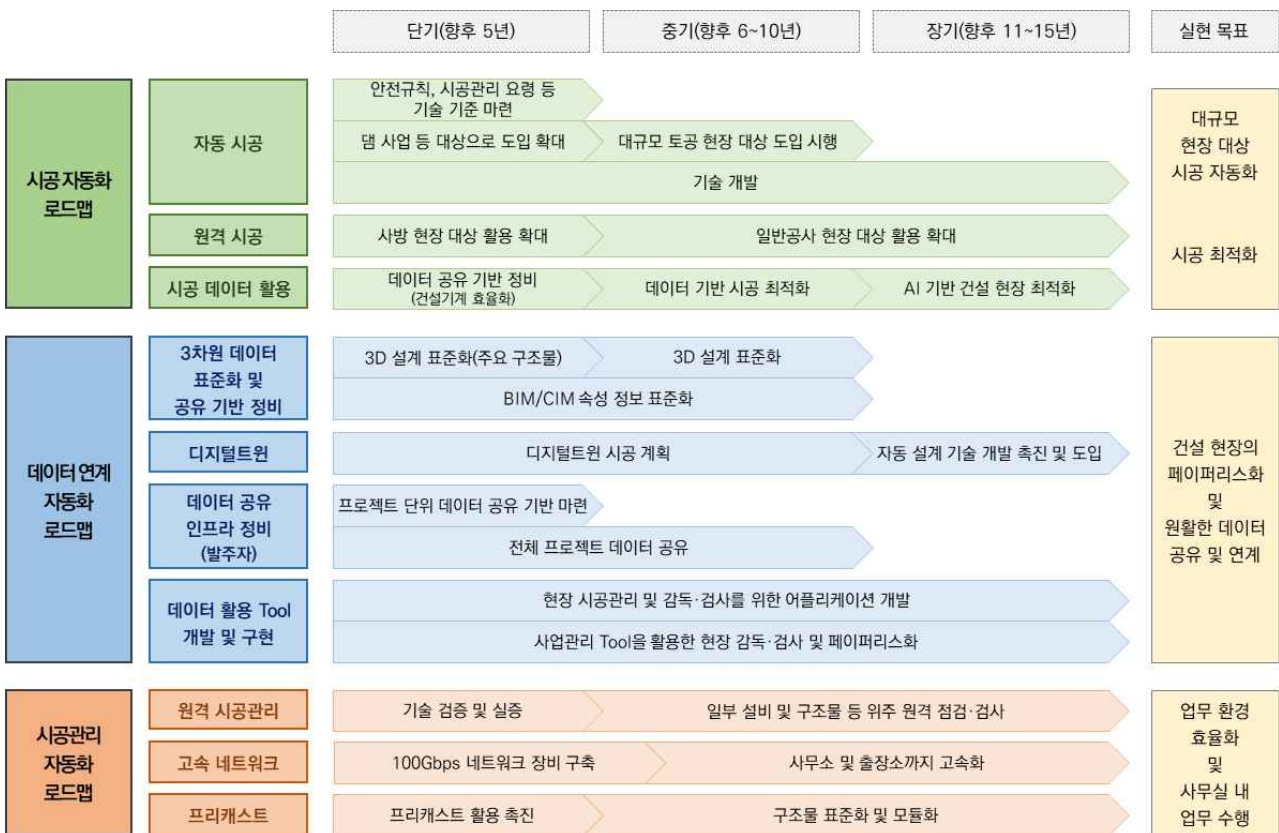 단기(향후 5년)
중기(향후 6~10년)
장기(향후 11~15년)
실현 목표
시공 자동화
로드맵
자동 시공
안전규칙, 시공관리 요령 등
기술 기준 마련
댐 사업 등 대상으로 도입 확대
대규모 토공 현장 대상 도입 시행
기술 개발
원격 시공
사방 현장 대상 활용 확대
일반공사 현장 대상 활용 확대
시공 데이터 활용
데이터 공유 기반 정비
(건설기계 효율화)
데이터 기반 시공 최적화
AI 기반 건설 현장 최적화
대규모
현장 대상
시공 자동화
시공 최적화
데이터 연계
자동화
로드맵
3차원 데이터
표준화 및
공유 기반 정비
3D 설계 표준화(주요 구조물)
3D 설계 표준화
BIM/CIM 속성 정보 표준화
디지털트윈
디지털트윈 시공 계획
자동 설계 기술 개발 촉진 및 도입
데이터 공유
인프라 정비
(발주자)
프로젝트 단위 데이터 공유 기반 마련
전체 프로젝트 데이터 공유
데이터 활용 Tool
개발 및 구현
현장 시공관리 및 감독·검사를 위한 어플리케이션 개발
사업관리 Tool을 활용한 현장 감독·검사 및 페이퍼리스화
건설 현장의
페이퍼리스화
및
원활한 데이터
공유 및 연계
시공관리
자동화
로드맵
원격 시공관리
기술 검증 및 실증
일부 설비 및 구조물 등 위주 원격 점검·검사
고속 네트워크
100Gbps 네트워크 장비 구축
사무소 및 출장소까지 고속화
프리캐스트
프리캐스트 활용 촉진
구조물 표준화 및 모듈화
업무 환경
효율화
및
사무실 내
업무 수행